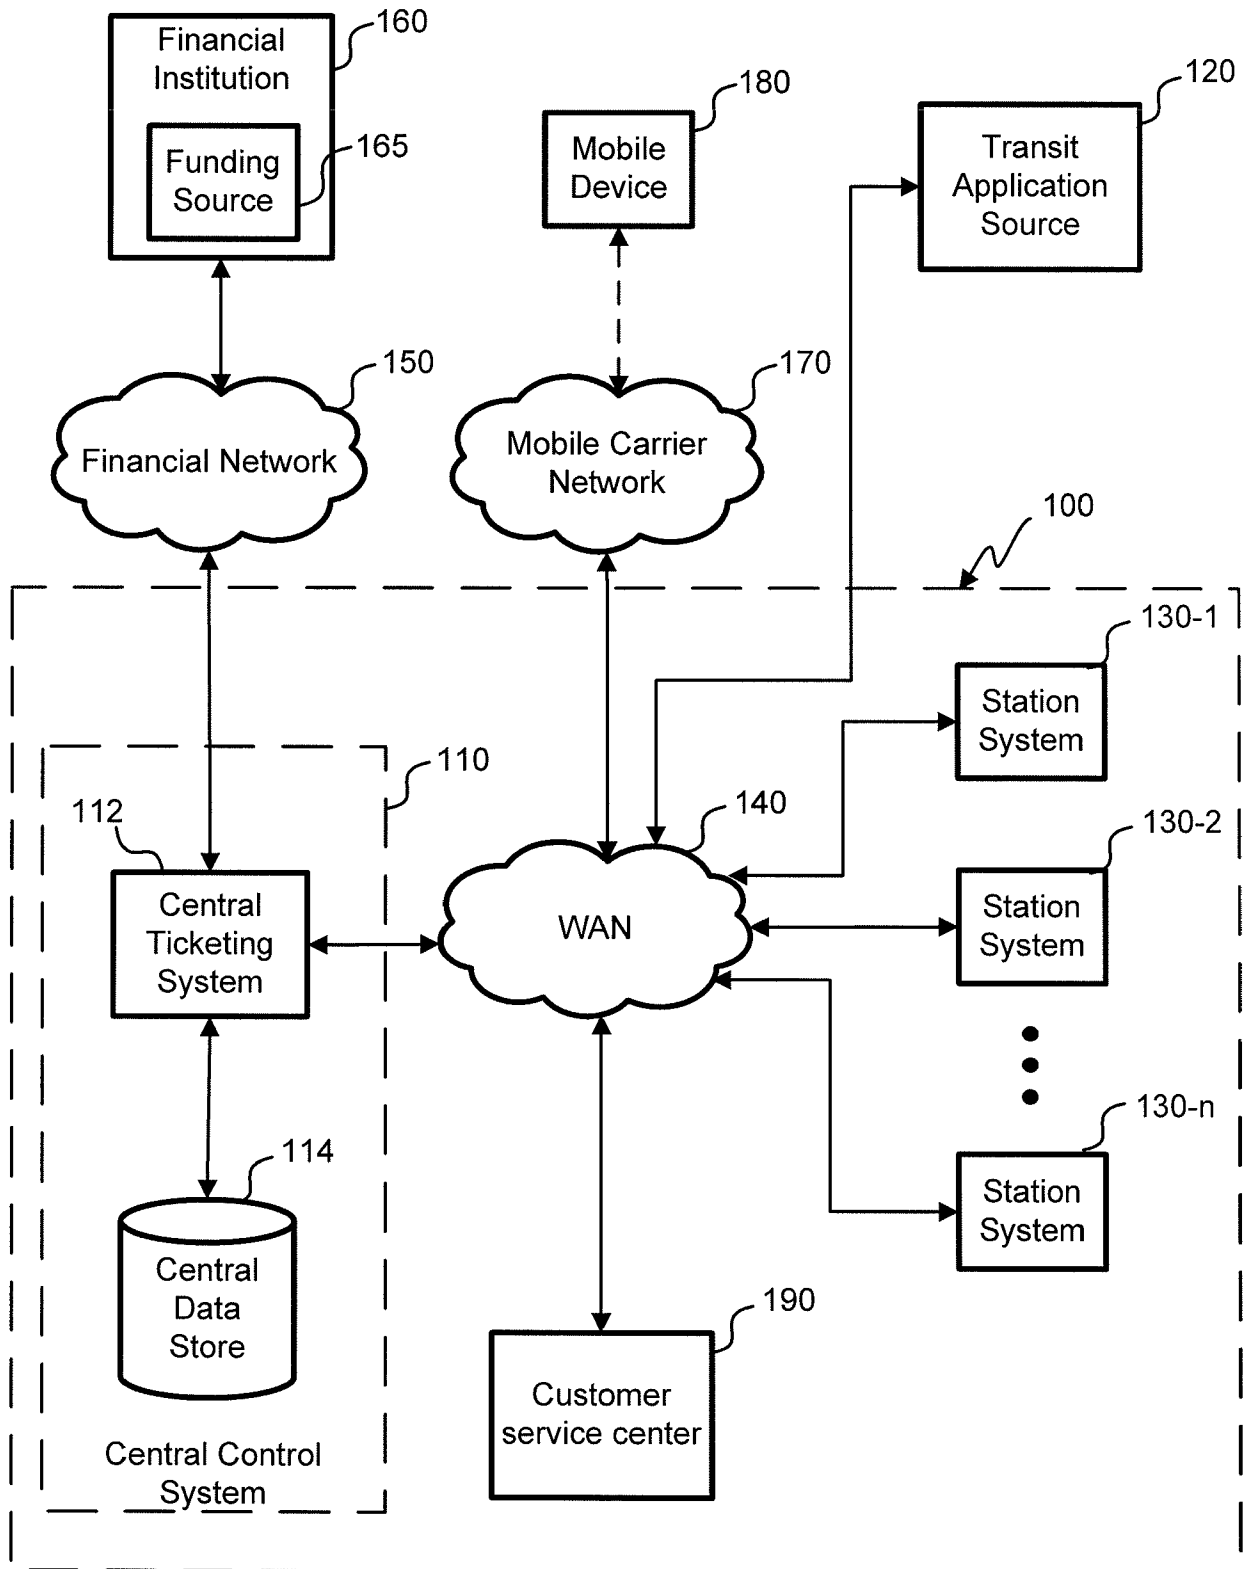 160
Financial
Institution
165
Funding
Source
180
Mobile
Device
120
Transit
Application
Source
150
Financial Network
170
Mobile Carrier
Network
100
130-1
Station
System
110
112
Central
Ticketing
System
140
WAN
130-2
Station
System
130-n
Station
System
114
Central
Data
Store
Central Control
System
190
Customer
service center